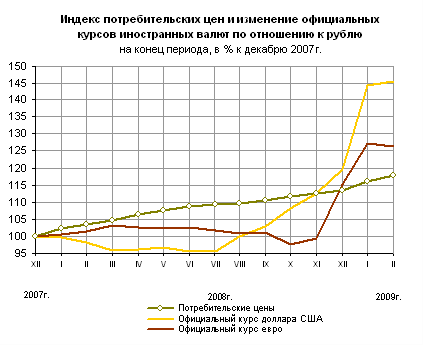 Индекс потребительских цен и изменение официальных
курсов иностранных валют по отношению к рублю
на конец периода, в % к декабрю 2007г.
150
145
140
135
130
125
120
115
110
105
100
95
XII I II III IV V VI VII VIII IX X XI XII I II
2007г. 2008г. 2009г.
Потребительские цены
Официальный курс доллара США
Официальный курс евро